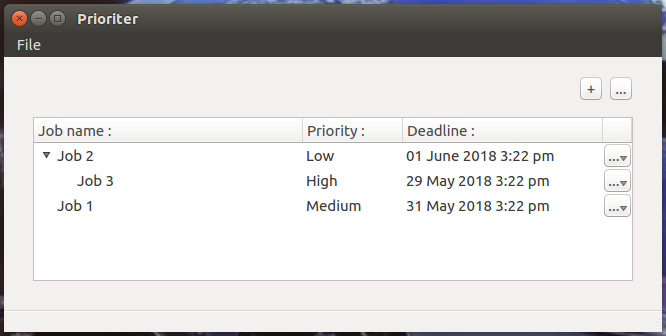 Prioriter
File
+ ...
Job name : Priority : Deadline :
Job 2 Low 01 June 2018 3:22 pm ...
Job 3 High 29 May 2018 3:22 pm ...
Job 1 Medium 31 May 2018 3:22 pm ...